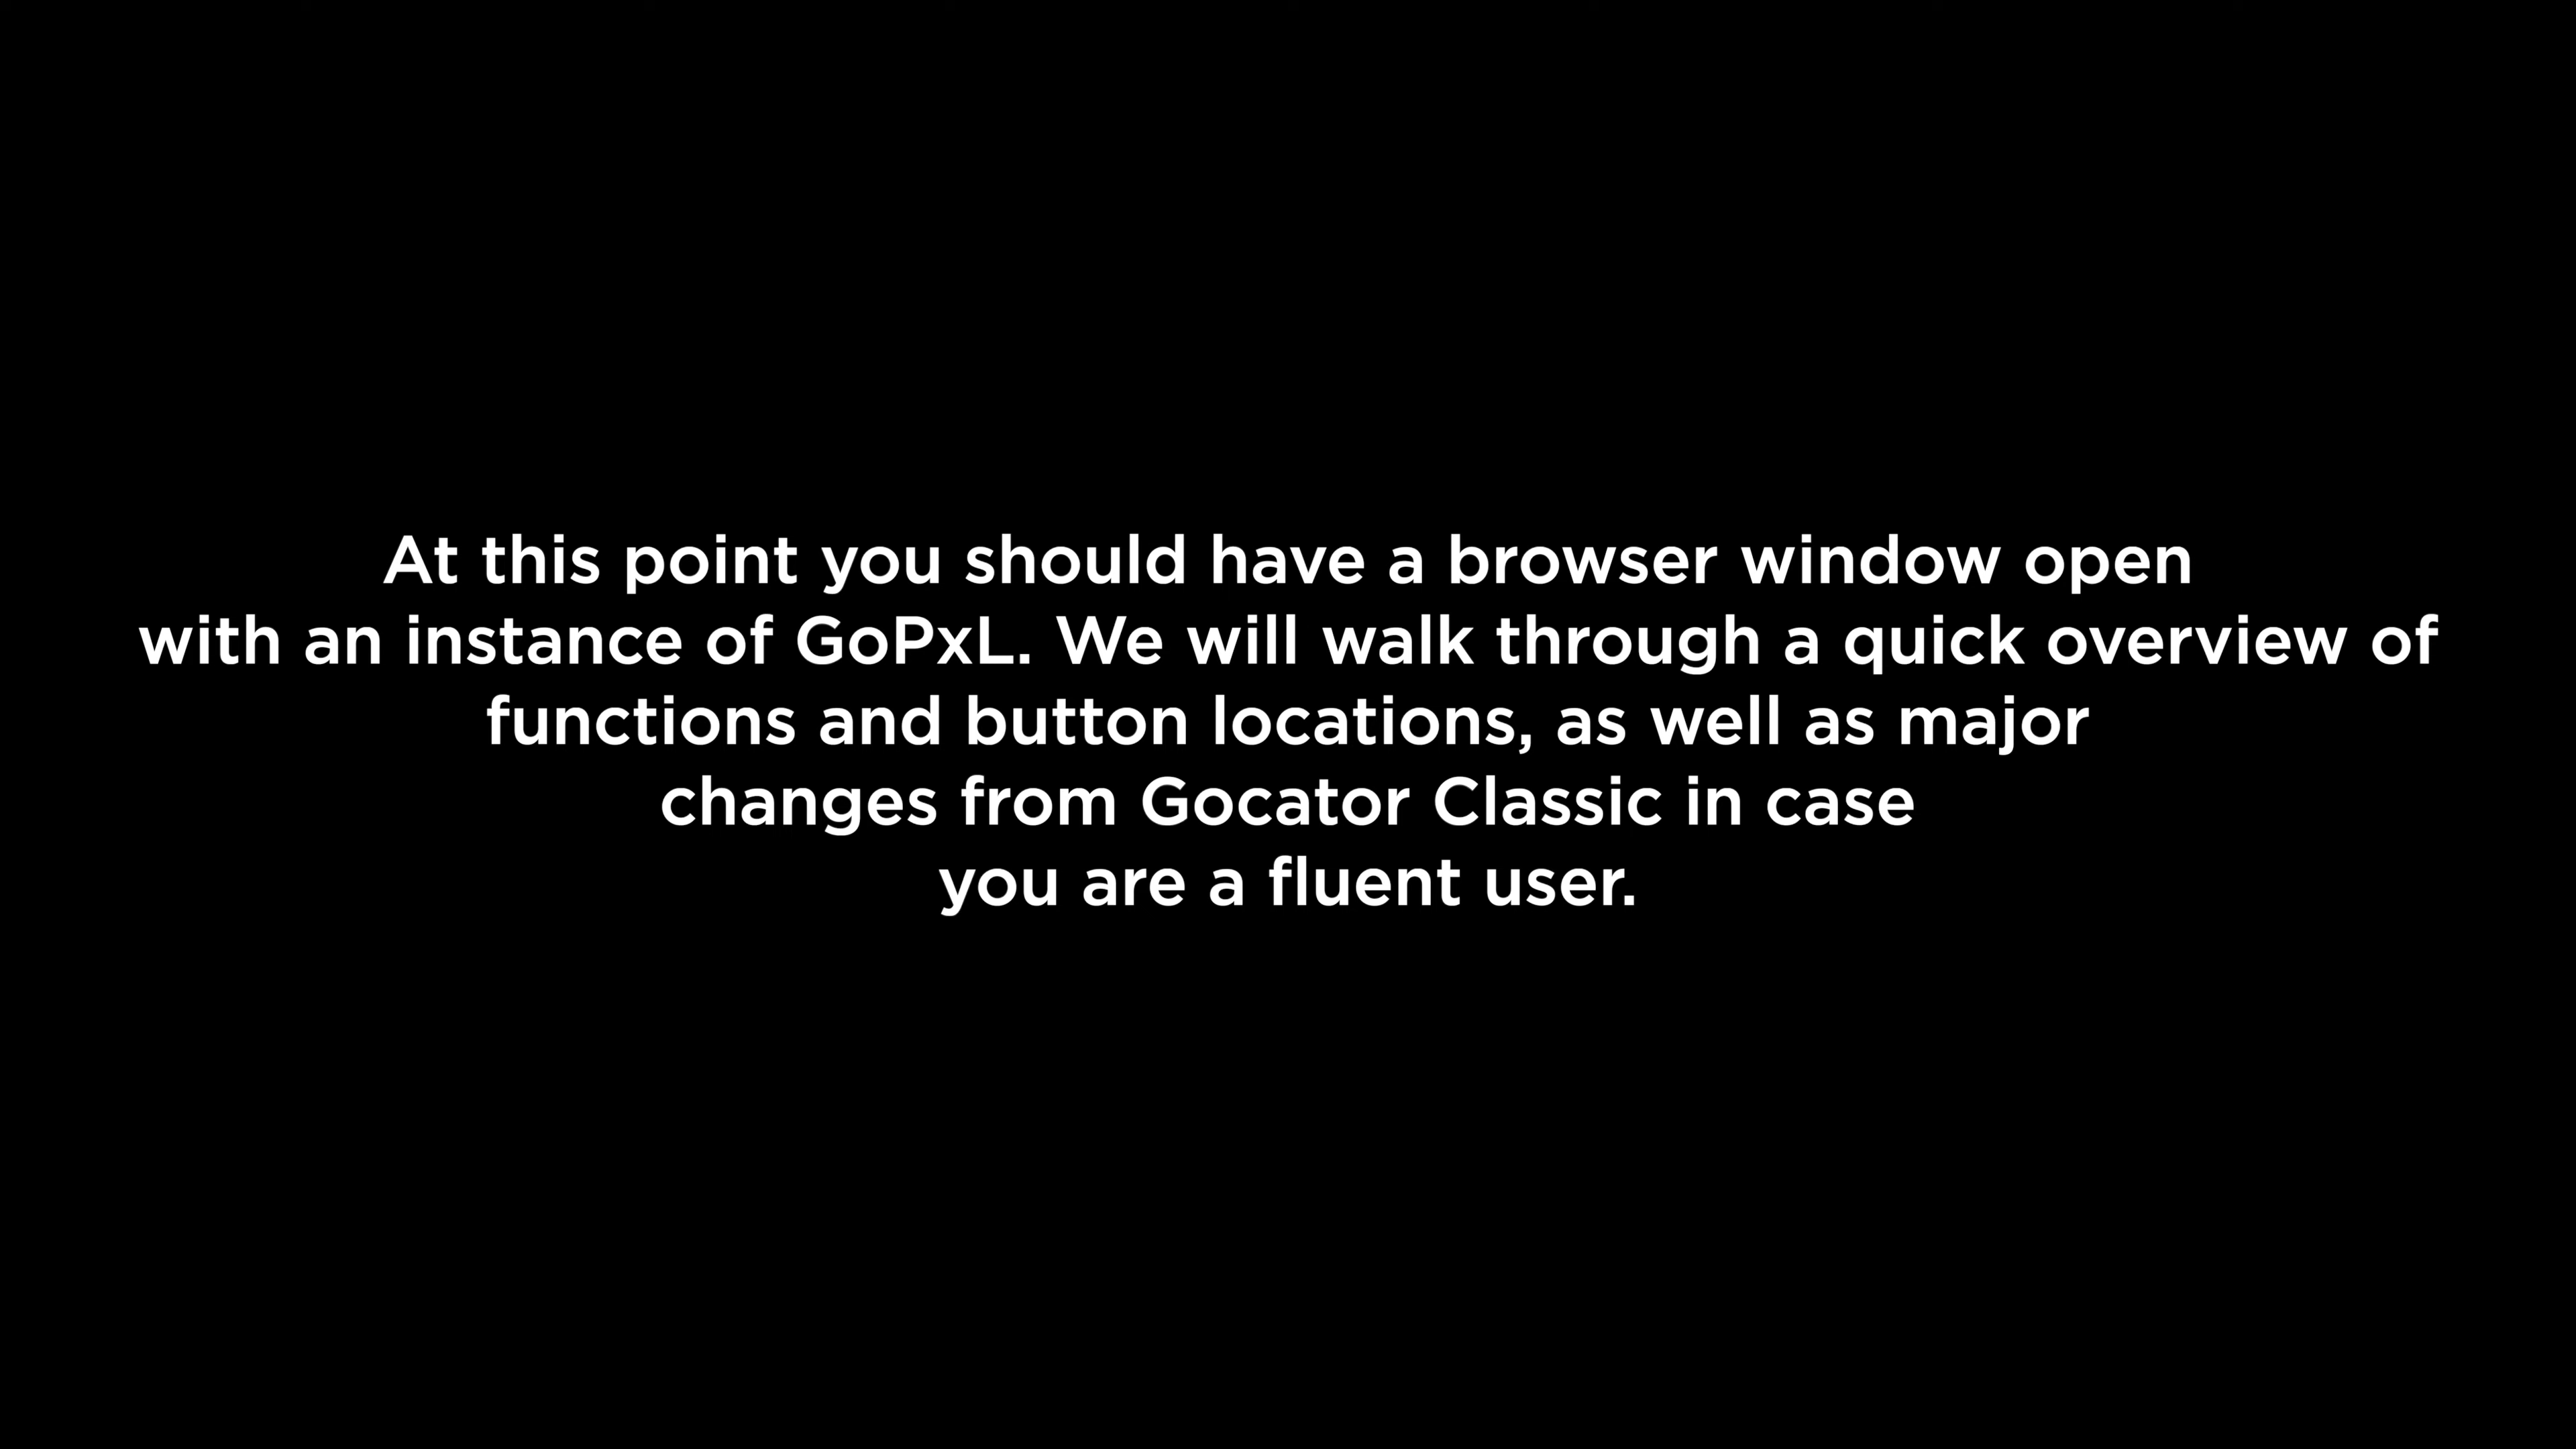 At this point you should have a browser window open
with an instance of GoPxL. We will walk through a quick overview of
functions and button locations, as well as major
changes from Gocator Classic in case
you are a fluent user.